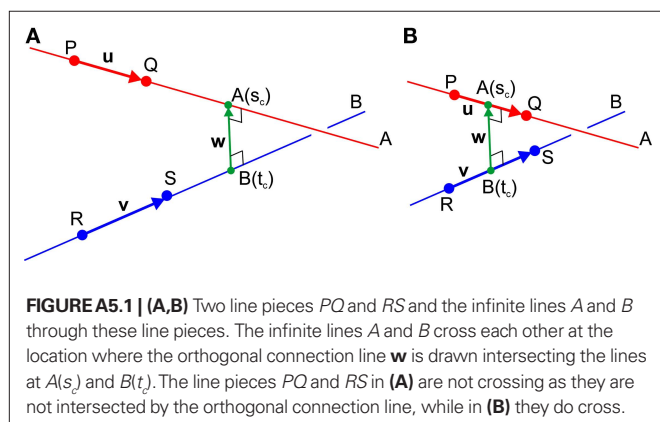 A
P
u
Q
A(s_c)
B
w
A
S
B(t_c)
v
R
B
P
A(s_c)
Q
B
u
w
A
S
v
B(t_c)
R
FIGURE A5.1 | (A,B) Two line pieces PQ and RS and the infinite lines A and B
through these line pieces. The infinite lines A and B cross each other at the
location where the orthogonal connection line w is drawn intersecting the lines
at A(s_c) and B(t_c). The line pieces PQ and RS in (A) are not crossing as they are
not intersected by the orthogonal connection line, while in (B) they do cross.